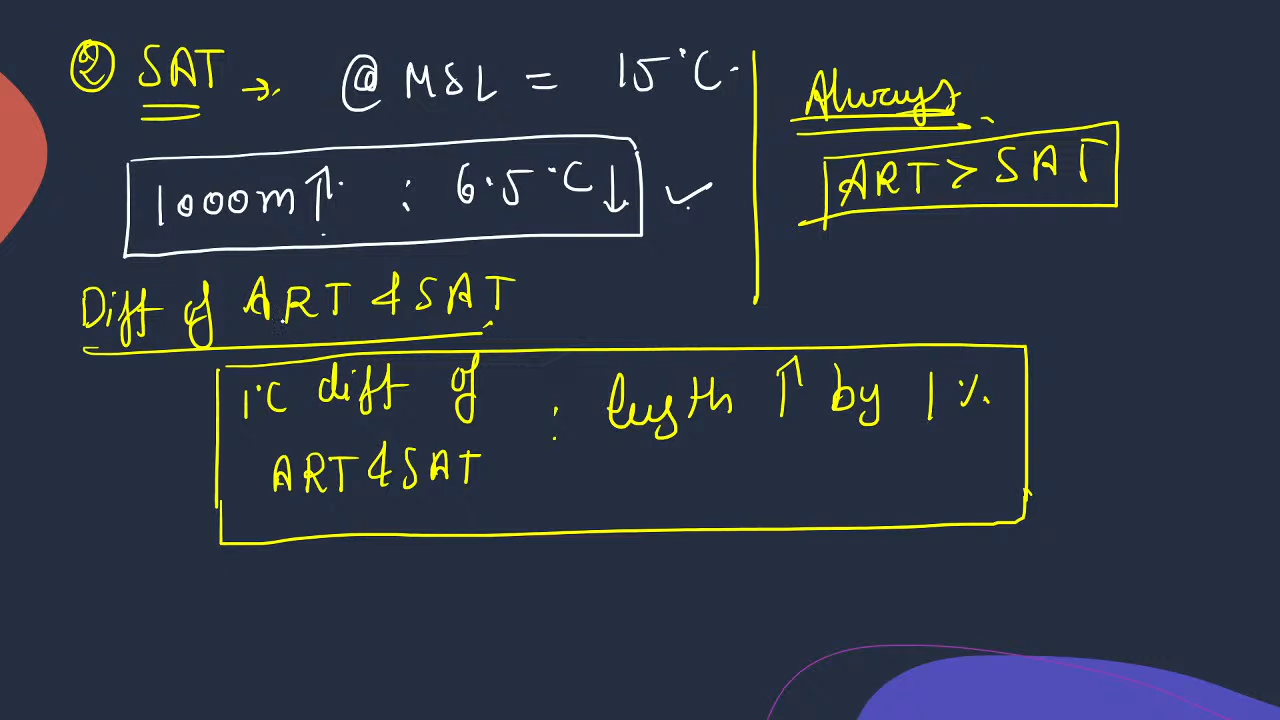 ② SAT → @ MSL = 15°C
1000m ↑ : 6.5°C ↓ ✓
Always
ART > SAT
Diff of ART & SAT
1°C diff of ART & SAT : length ↑ by 1%